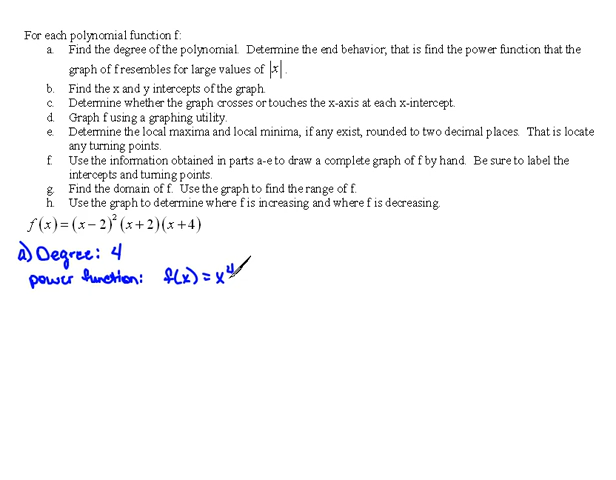 For each polynomial function f:
a. Find the degree of the polynomial. Determine the end behavior; that is find the power function that the
graph of f resembles for large values of |x|.
b. Find the x and y intercepts of the graph.
c. Determine whether the graph crosses or touches the x-axis at each x-intercept.
d. Graph f using a graphing utility.
e. Determine the local maxima and local minima, if any exist, rounded to two decimal places. That is locate
any turning points.
f. Use the information obtained in parts a-e to draw a complete graph of f by hand. Be sure to label the
intercepts and turning points.
g. Find the domain of f. Use the graph to find the range of f.
h. Use the graph to determine where f is increasing and where f is decreasing.
f(x)=(x−2)²(x+2)(x+4)
a) Degree: 4
power function: f(x) = x⁴